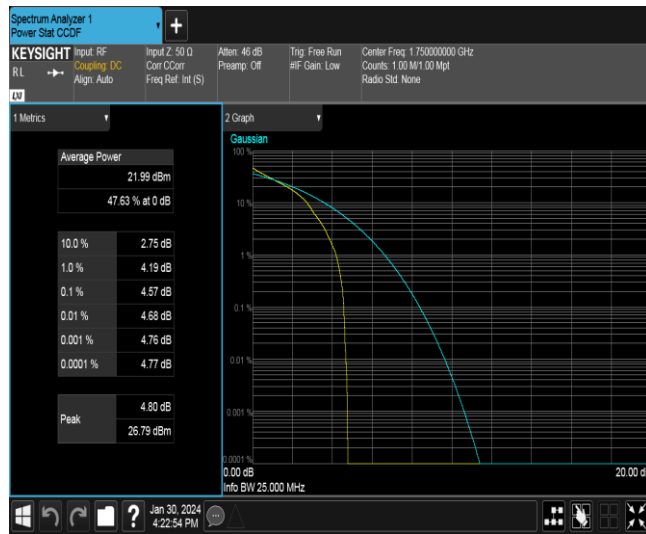 Spectrum Analyzer 1
Power Stat CCDF
+
KEYSIGHT
RL
LXI
Input: RF
Coupling: DC
Align: Auto
Input Z: 50 Ω
Corr CCorr
Freq Ref: Int (S)
Atten: 46 dB
Preamp: Off
Trig: Free Run
#IF Gain: Low
Center Freq: 1.750000000 GHz
Counts: 1.00 M/1.00 Mpt
Radio Std: None
1 Metrics
Average Power
21.99 dBm
47.63 % at 0 dB
10.0 % 2.75 dB
1.0 % 4.19 dB
0.1 % 4.57 dB
0.01 % 4.68 dB
0.001 % 4.76 dB
0.0001 % 4.77 dB
Peak
4.80 dB
26.79 dBm
2 Graph
Gaussian
100 %
10 %
1 %
0.1 %
0.01 %
0.001 %
0.0001 %
0.00 dB 20.00 d
Info BW 25.000 MHz
?
Jan 30, 2024
4:22:54 PM